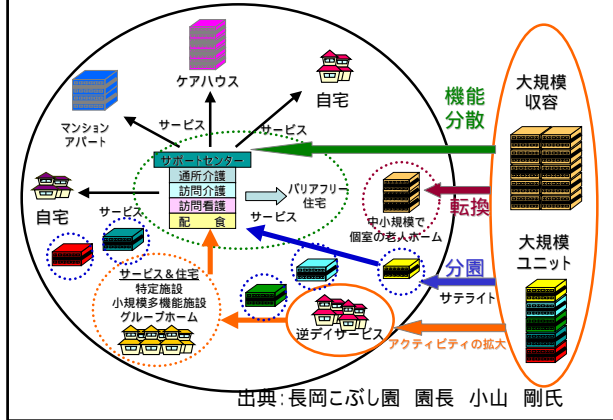 ケアハウス
自宅
マンション
アパート
サービス
サービス
サポートセンター
通所介護
訪問介護
訪問看護
配　食
バリアフリー
住宅
サービス
自宅
サービス
サービス＆住宅
特定施設
小規模多機能施設
グループホーム
逆デイサービス
中小規模で
個室の老人ホーム
機能
分散
転換
分園
サテライト
アクティビティの拡大
大規模
収容
大規模
ユニット
出典：長岡こぶし園　園長　小山　剛氏